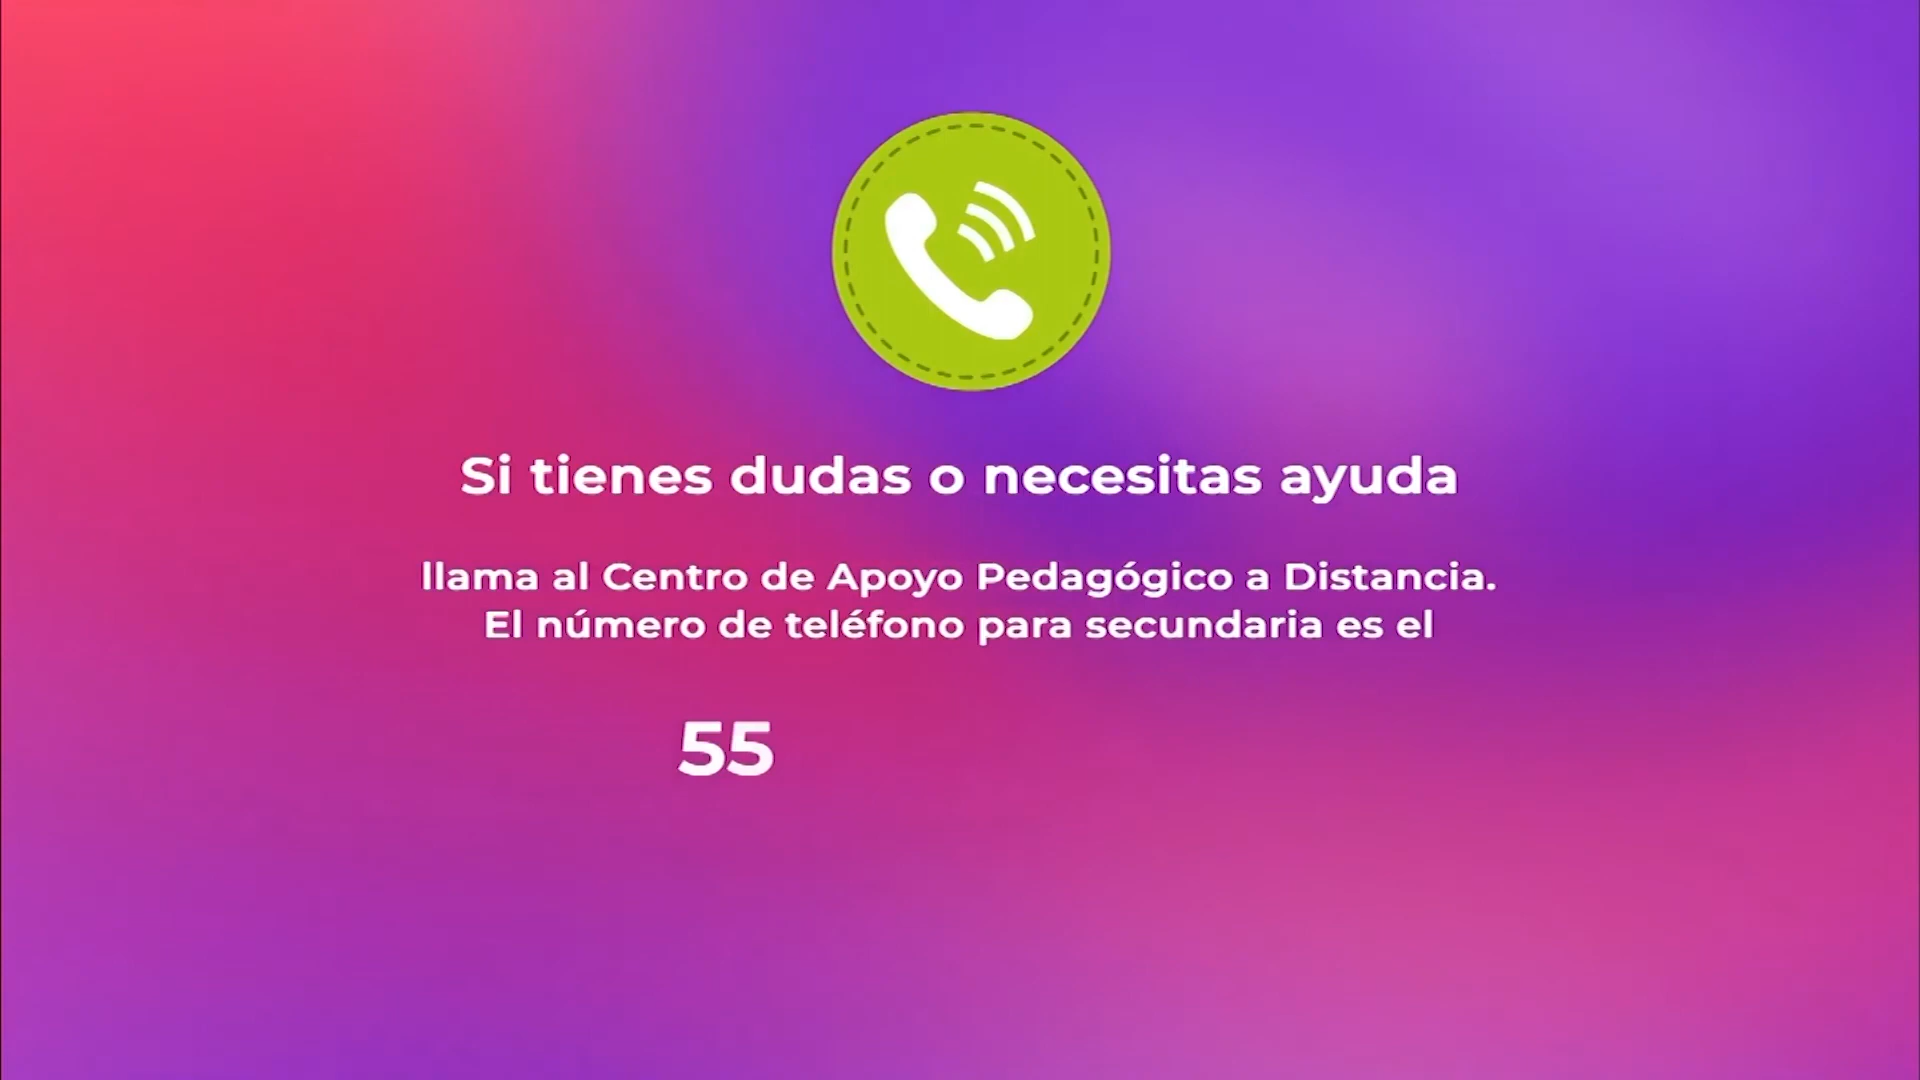 Si tienes dudas o necesitas ayuda
llama al Centro de Apoyo Pedagógico a Distancia.
El número de teléfono para secundaria es el
55